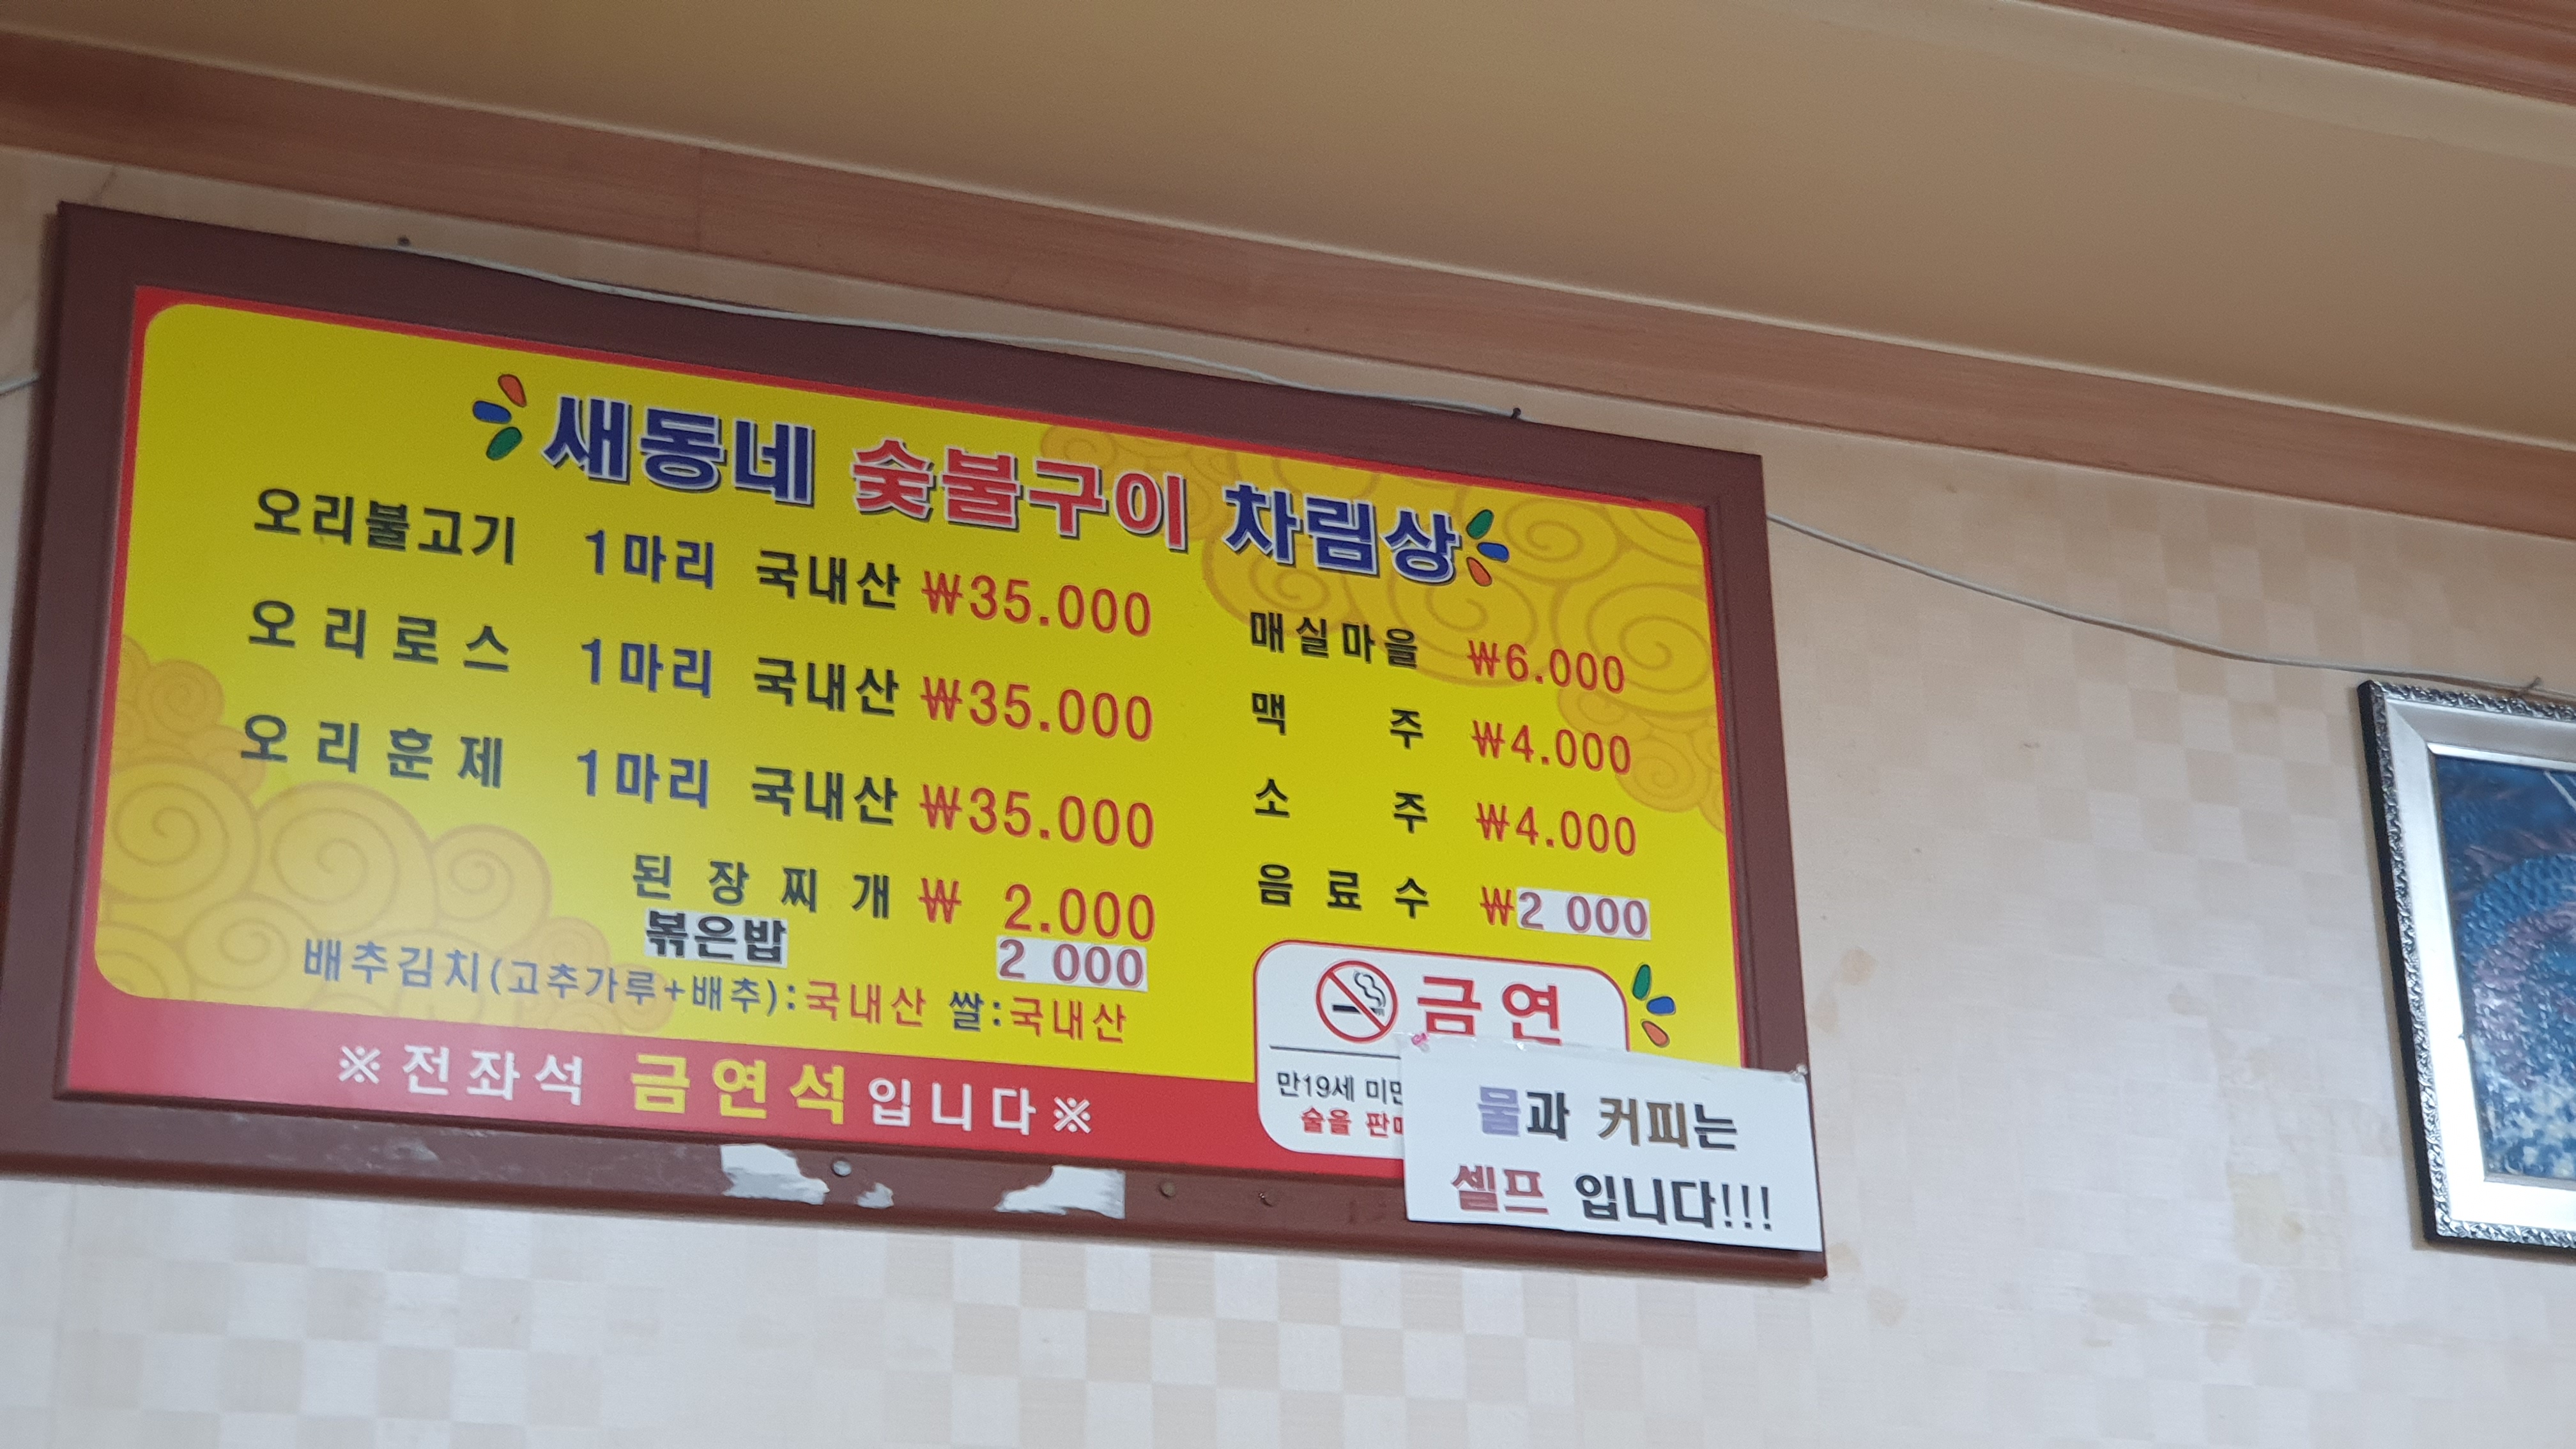 새동네 숯불구이 차림상
오리불고기 1마리 국내산 ₩35.000
오리로스 1마리 국내산 ₩35.000
오리훈제 1마리 국내산 ₩35.000
된장찌개 ₩ 2.000
볶은밥 2 000
배추김치(고추가루+배추):국내산 쌀:국내산
※전좌석 금연석입니다※
매실마을 ₩6.000
맥주 ₩4.000
소주 ₩4.000
음료수 ₩2 000
금연
만19세
술을
물과 커피는
셀프 입니다!!!